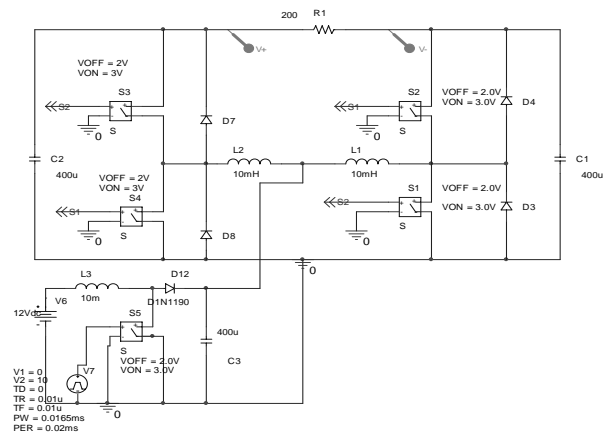 200 R1
V+
V-
VOFF = 2V
VON = 3V
S3
S2
S
0
D7
S2
VOFF = 2.0V
VON = 3.0V
D4
S1
S
0
C2
400u
L2
10mH
L1
10mH
C1
400u
VOFF = 2V
VON = 3V
S4
S1
S
0
D8
S1
VOFF = 2.0V
VON = 3.0V
D3
S2
S
0
0
L3
10m
D12
D1N1190
V6
12Vdc
S5
S
VOFF = 2.0V
VON = 3.0V
400u
C3
V7
V1 = 0
V2 = 10
TD = 0
TR = 0.01u
TF = 0.01u
PW = 0.0165ms
PER = 0.02ms
0